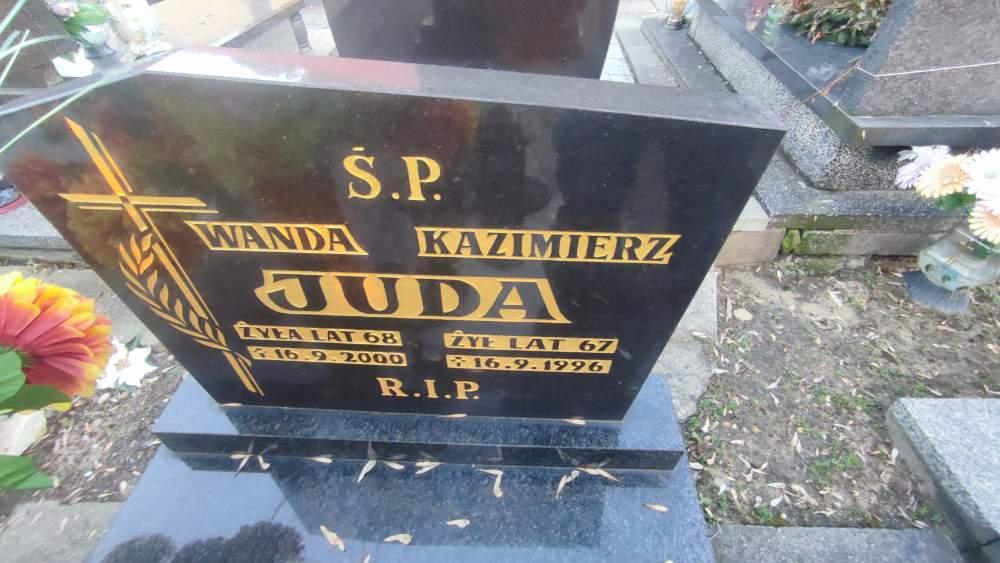 Ś.P.
WANDA KAZIMIERZ
JUDA
ŻYŁA LAT 68 ŻYŁ LAT 67
✝ 16.9.2000 ✝ 16.9.1996
R.I.P.